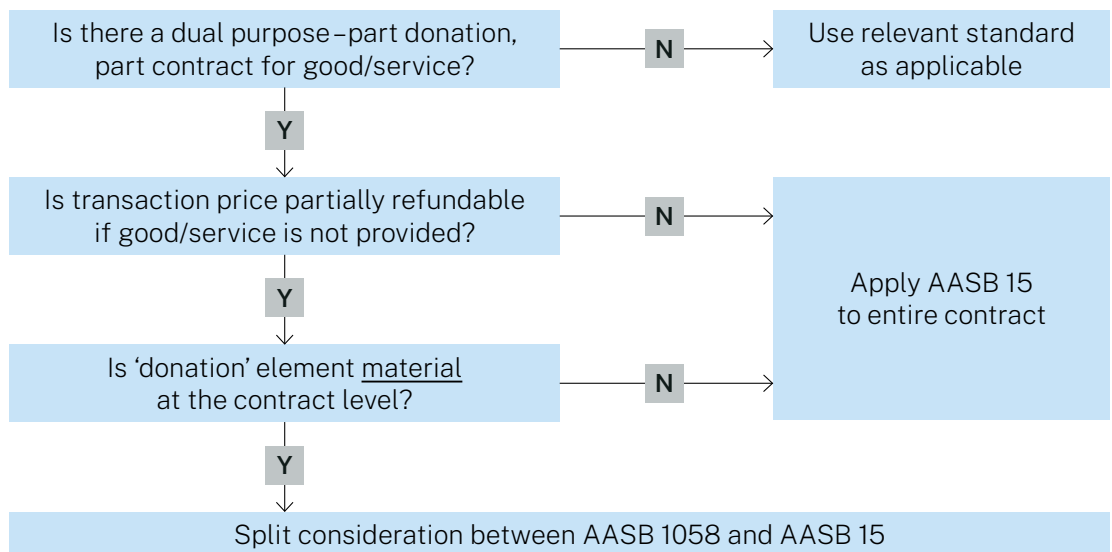 Is there a dual purpose – part donation,
part contract for good/service?
N
Use relevant standard
as applicable
Y
Is transaction price partially refundable
if good/service is not provided?
N
Apply AASB 15
to entire contract
Y
Is ‘donation’ element material
at the contract level?
N
Y
Split consideration between AASB 1058 and AASB 15